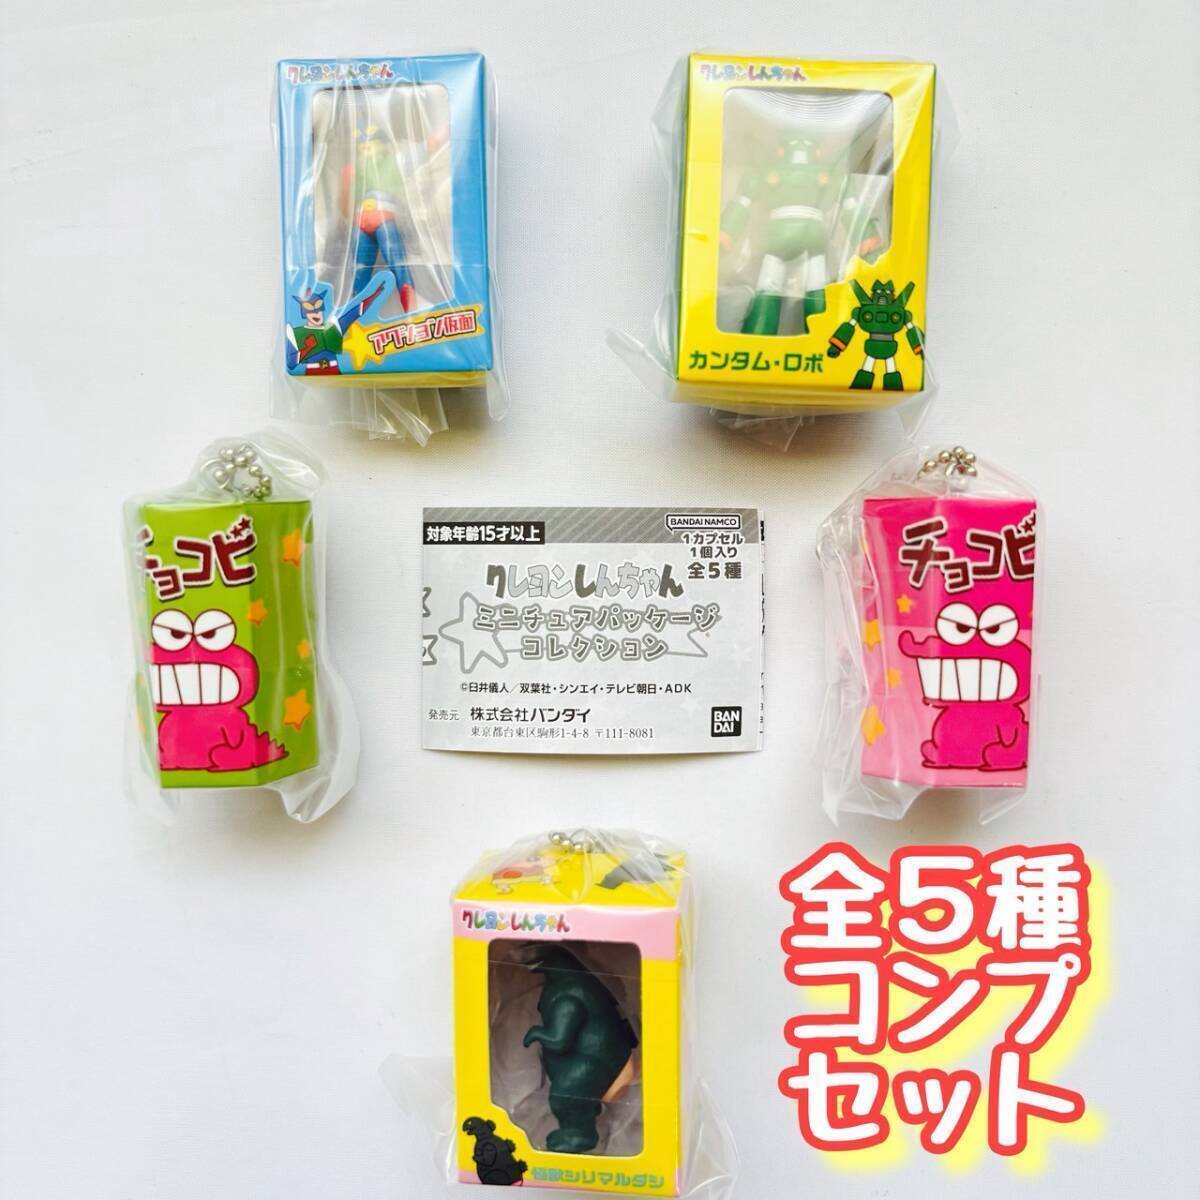 クレヨンしんちゃん
アクション仮面
クレヨンしんちゃん
カンタム・ロボ
チョコビ
対象年齢15才以上
BANDAI NAMCO
1カプセル
1個入り
全5種
クレヨンしんちゃん
ミニチュアパッケージ
コレクション
©臼井儀人／双葉社・シンエイ・テレビ朝日・ADK
発売元 株式会社バンダイ
東京都台東区駒形1-4-8 〒111-8081
BAN
DAI
チョコビ
クレヨンしんちゃん
怪獣シリマルダシ
全5種
コンプ
セット